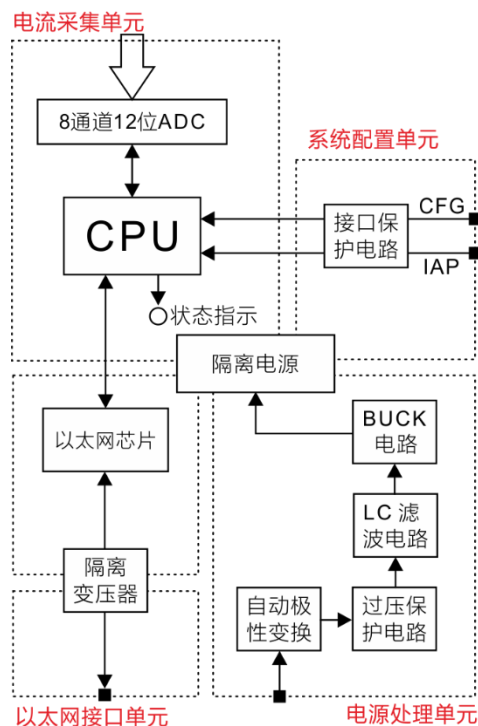 电流采集单元
8通道12位ADC
系统配置单元
CPU
接口保
护电路
CFG
IAP
状态指示
隔离电源
以太网芯片
BUCK
电路
LC 滤
波电路
隔离
变压器
自动极
性变换
过压保
护电路
以太网接口单元
电源处理单元